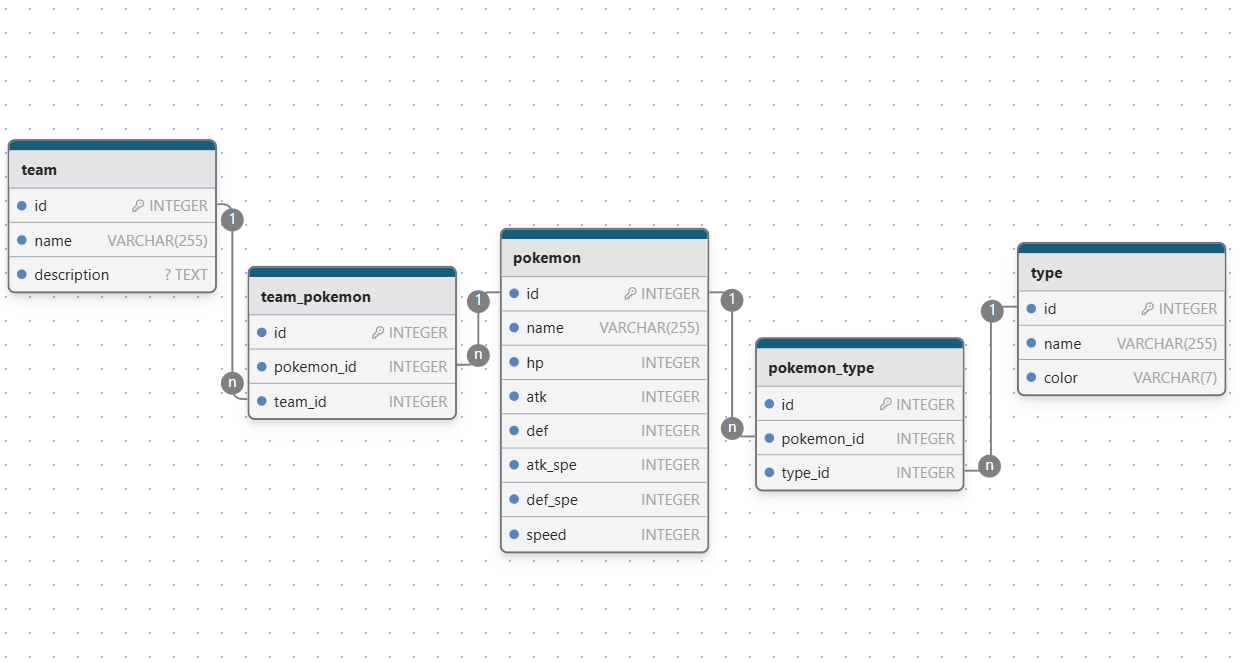 team
id INTEGER
name VARCHAR(255)
description ? TEXT
1
n
team_pokemon
id INTEGER
pokemon_id INTEGER
team_id INTEGER
1
n
pokemon
id INTEGER
name VARCHAR(255)
hp INTEGER
atk INTEGER
def INTEGER
atk_spe INTEGER
def_spe INTEGER
speed INTEGER
1
n
pokemon_type
id INTEGER
pokemon_id INTEGER
type_id INTEGER
1
n
type
id INTEGER
name VARCHAR(255)
color VARCHAR(7)